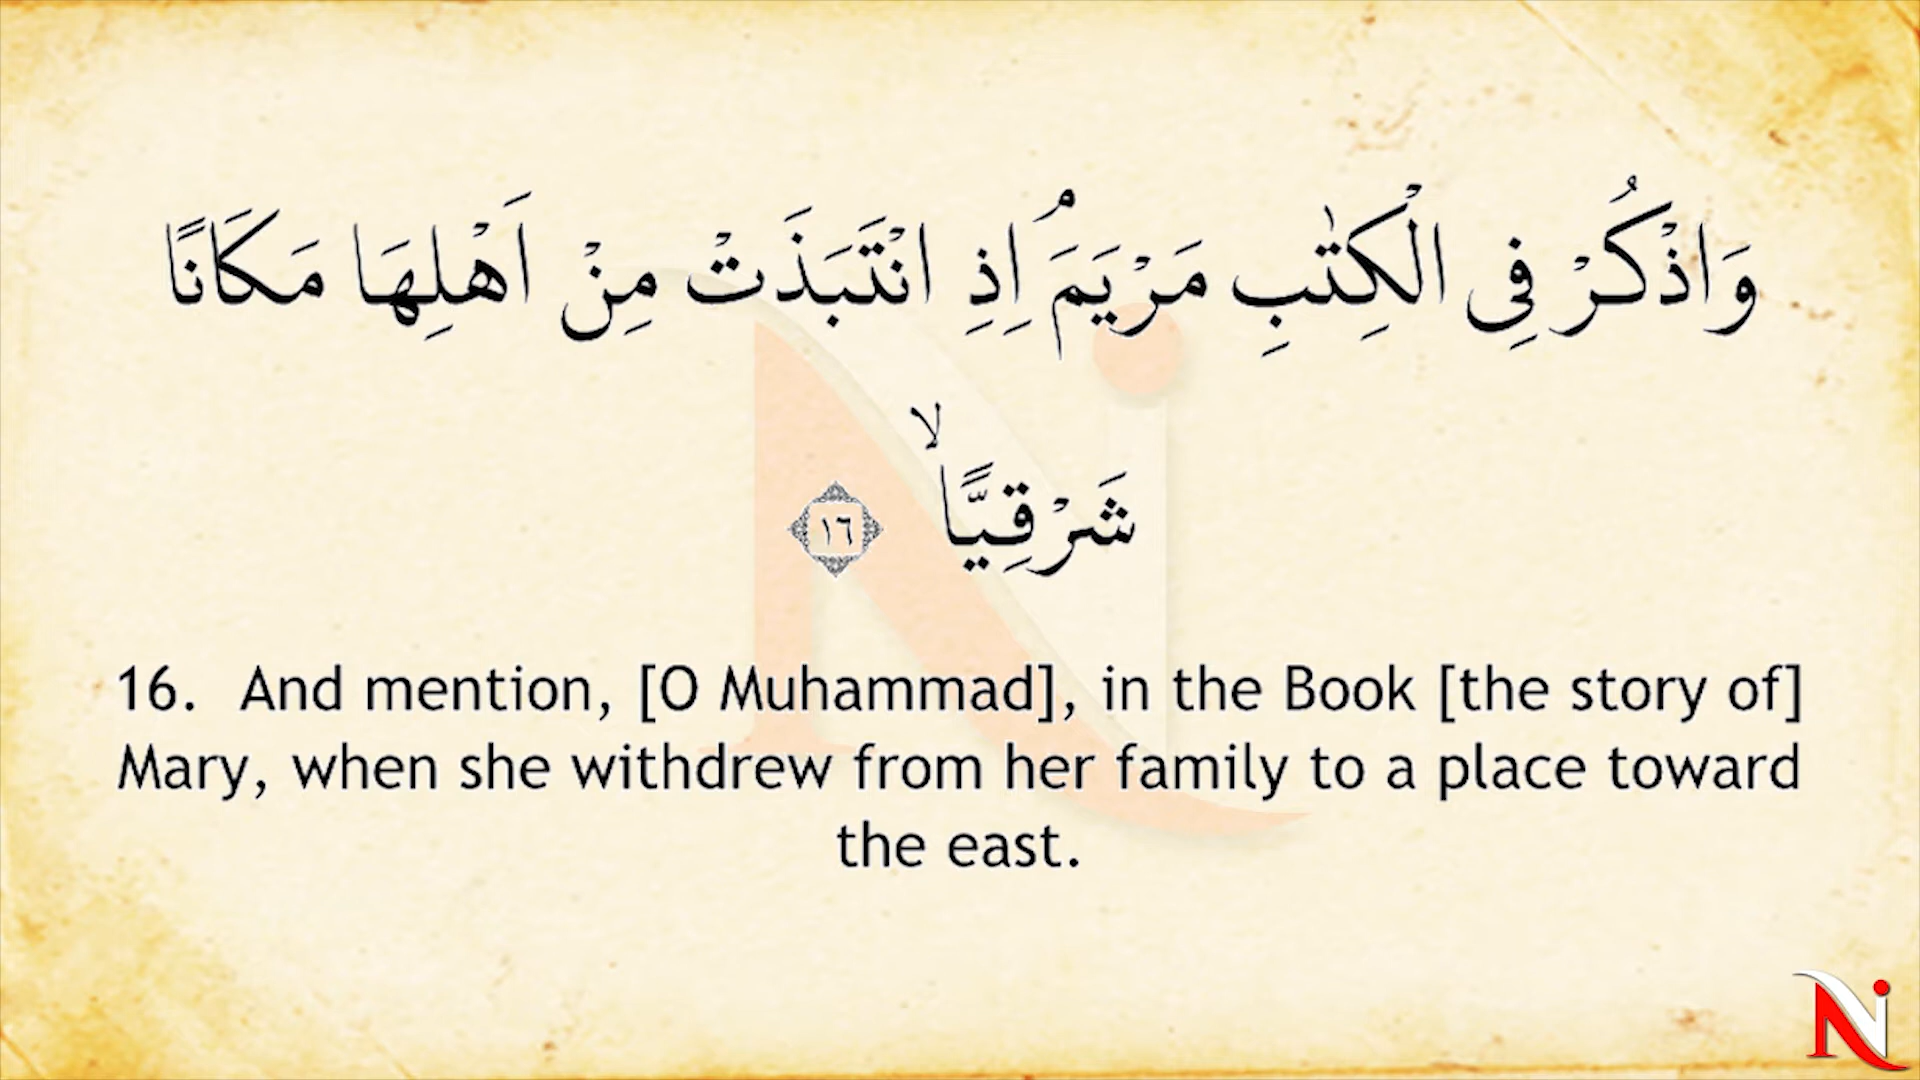 وَاذْكُرْ فِى الْكِتٰبِ مَرْيَمَ ۘ اِذِ انْتَبَذَتْ مِنْ اَهْلِهَا مَكَانًا
شَرْقِيًّا ۙ ١٦
16. And mention, [O Muhammad], in the Book [the story of]
Mary, when she withdrew from her family to a place toward
the east.
Ni